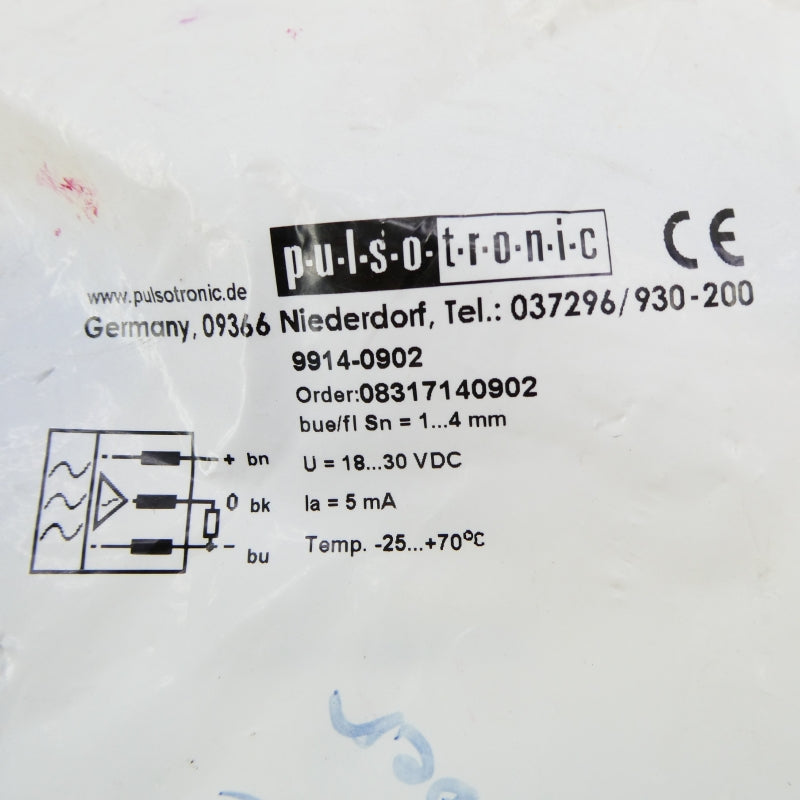 p·u·l·s·o·t·r·o·n·i·c
CE
www.pulsotronic.de
Germany, 09366 Niederdorf, Tel.: 037296/930-200
9914-0902
Order:08317140902
bue/fl Sn = 1...4 mm
+ bn
U = 18...30 VDC
0 bk
Ia = 5 mA
- bu
Temp. -25...+70°C